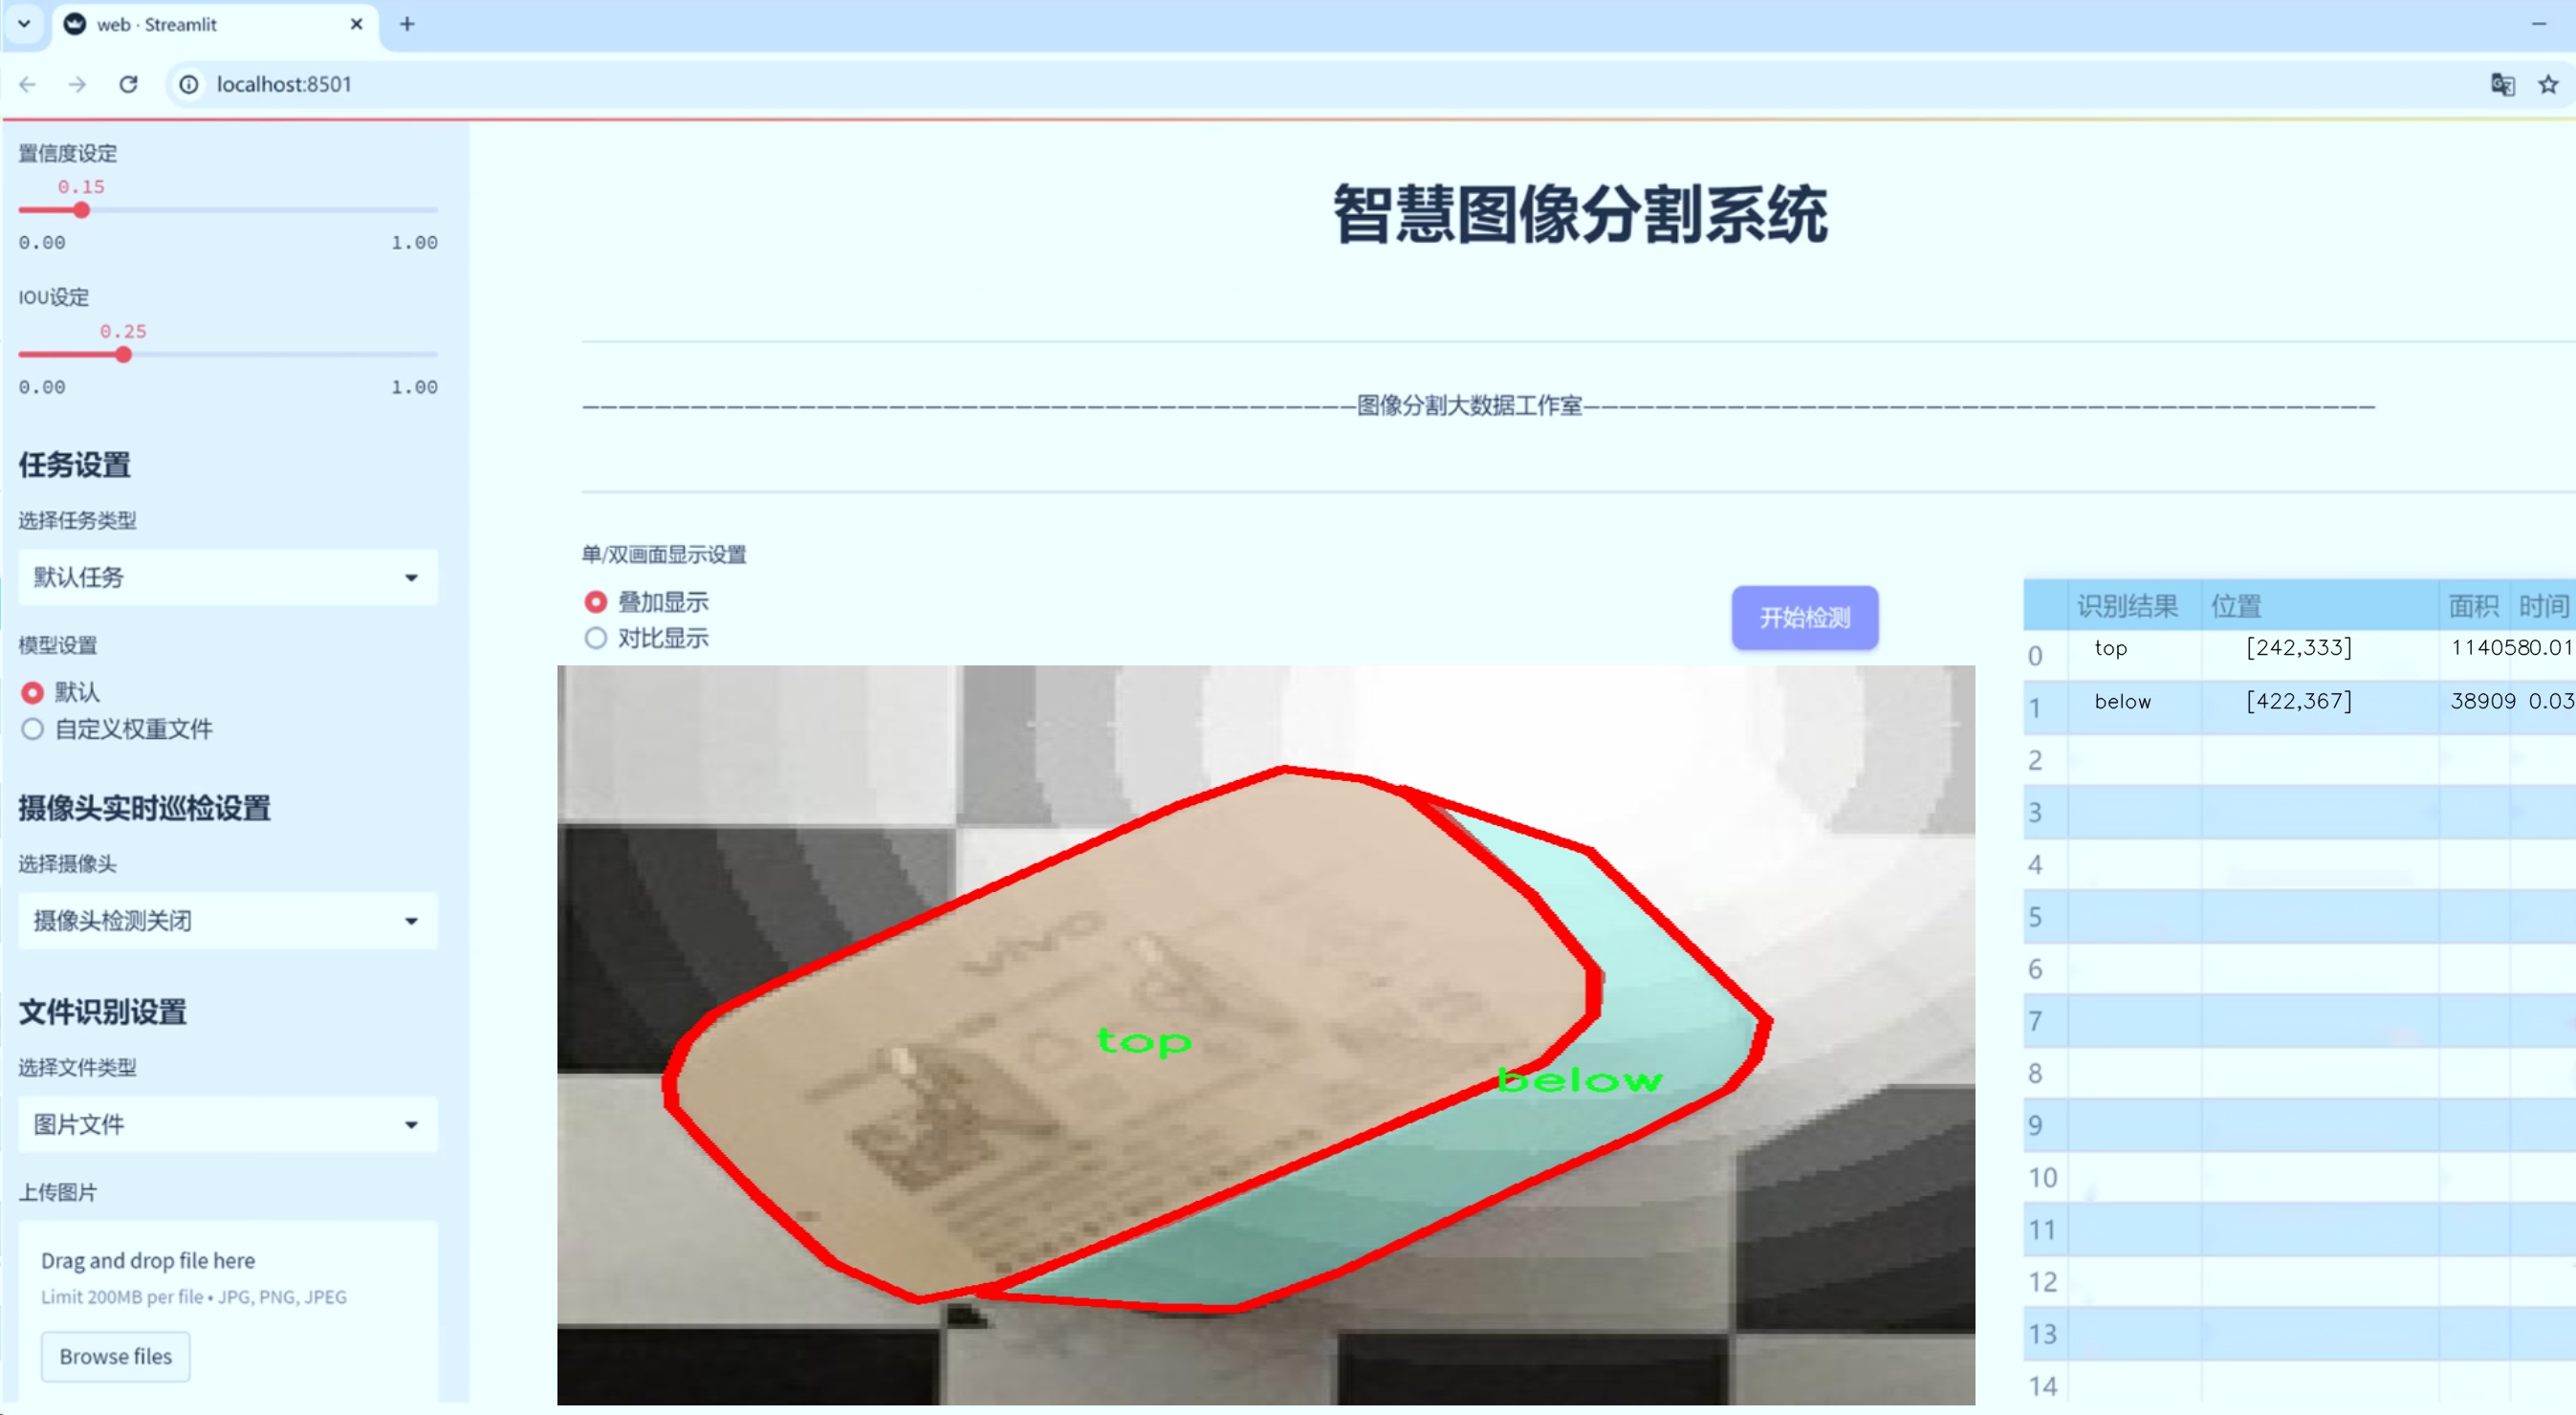 web · Streamlit
localhost:8501
置信度设定
0.15
0.00 1.00
IOU设定
0.25
0.00 1.00
任务设置
选择任务类型
默认任务
模型设置
默认
自定义权重文件
摄像头实时巡检设置
选择摄像头
摄像头检测关闭
文件识别设置
选择文件类型
图片文件
上传图片
Drag and drop file here
Limit 200MB per file • JPG, PNG, JPEG
Browse files
智慧图像分割系统
图像分割大数据工作室
单/双画面显示设置
叠加显示
对比显示
开始检测
vivo
top
below
识别结果 位置 面积 时间
0 top [242,333] 1140580.01
1 below [422,367] 38909 0.03
2
3
4
5
6
7
8
9
10
11
12
13
14